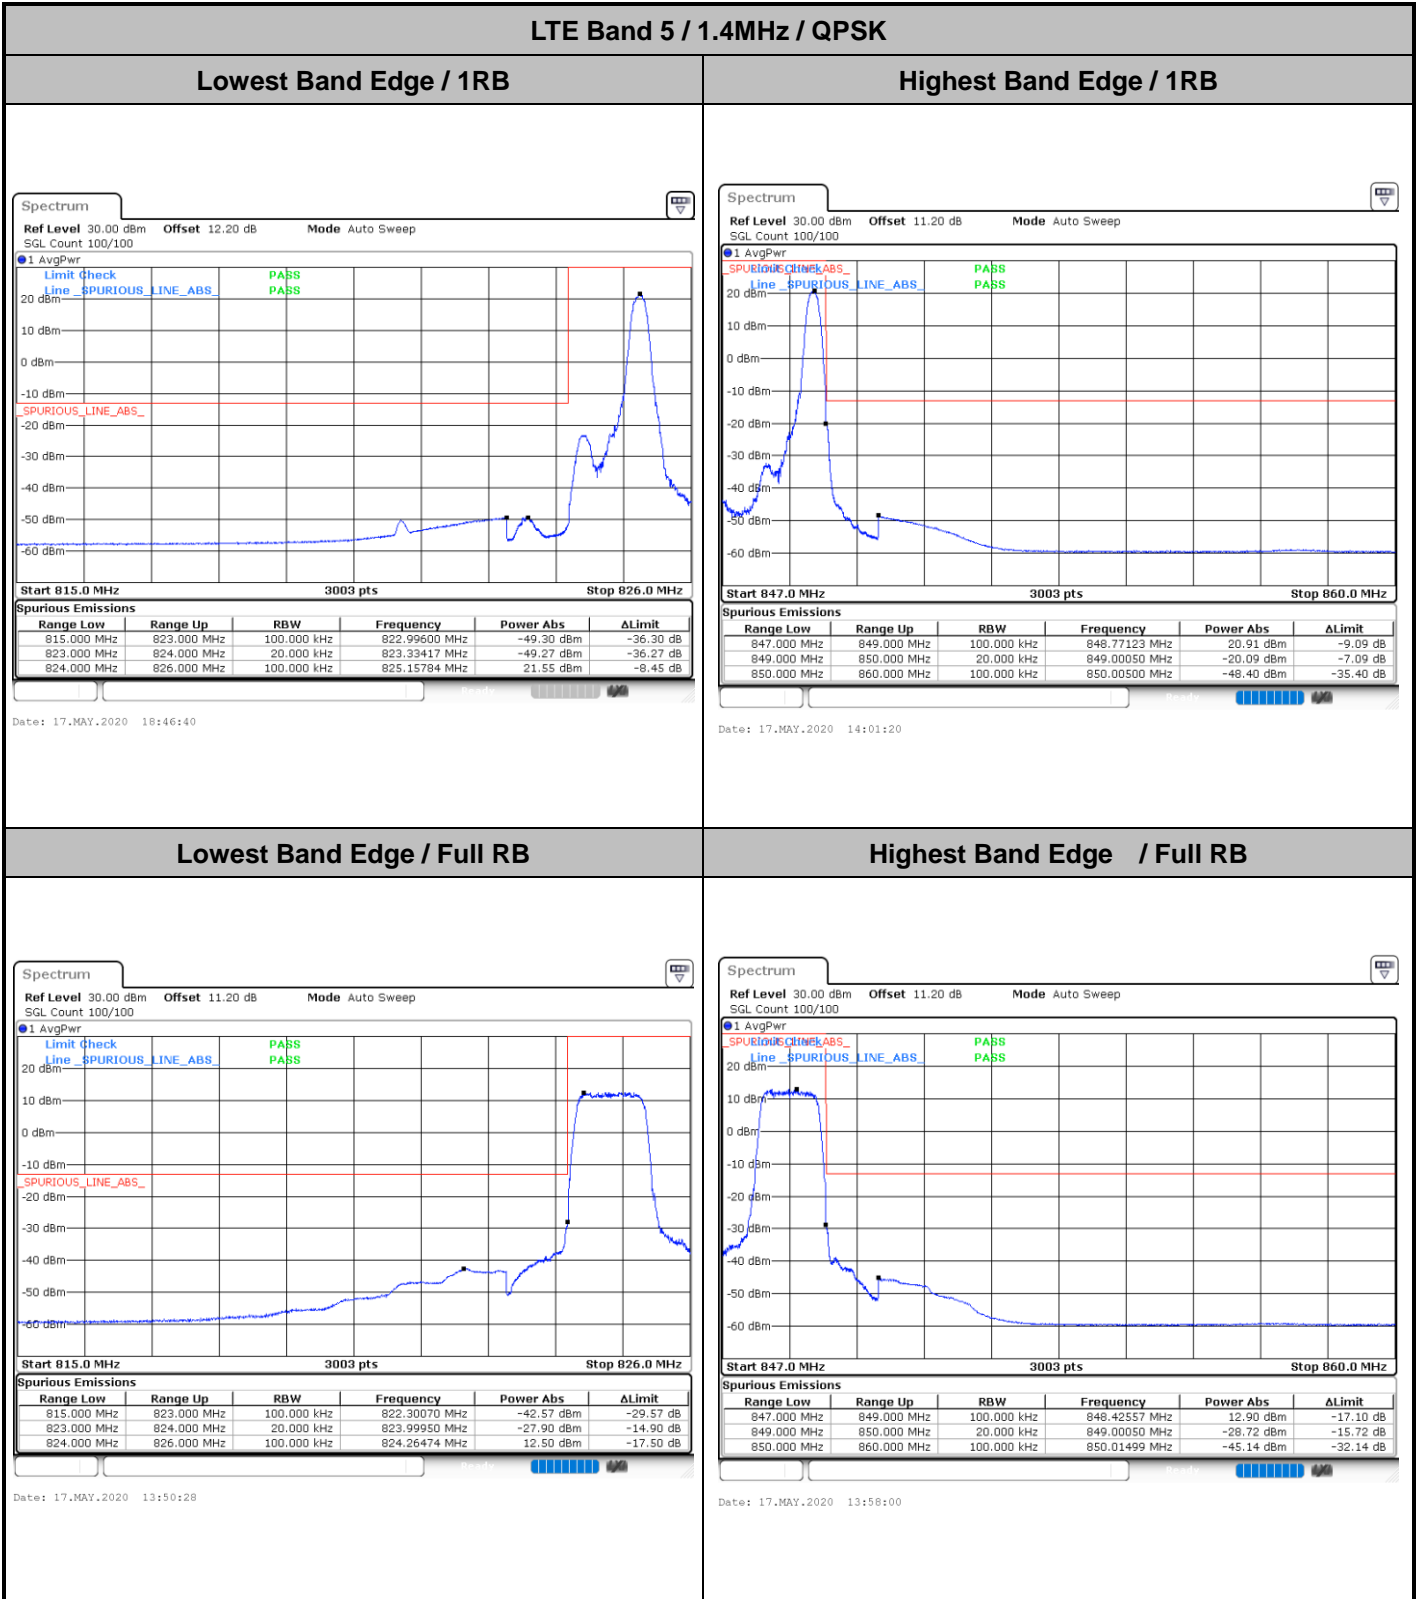 LTE Band 5 / 1.4MHz / QPSK
Lowest Band Edge / 1RB
Highest Band Edge / 1RB
Spectrum
Ref Level 30.00 dBm Offset 12.20 dB Mode Auto Sweep
SGL Count 100/100
1 AvgPwr
Limit Check PASS
Line _SPURIOUS_LINE_ABS_ PASS
20 dBm
10 dBm
0 dBm
-10 dBm
_SPURIOUS_LINE_ABS_
-20 dBm
-30 dBm
-40 dBm
-50 dBm
-60 dBm
Start 815.0 MHz 3003 pts Stop 826.0 MHz
Spurious Emissions
Range Low Range Up RBW Frequency Power Abs ΔLimit
815.000 MHz 823.000 MHz 100.000 kHz 822.99600 MHz -49.30 dBm -36.30 dB
823.000 MHz 824.000 MHz 20.000 kHz 823.33417 MHz -49.27 dBm -36.27 dB
824.000 MHz 826.000 MHz 100.000 kHz 825.15784 MHz 21.55 dBm -8.45 dB
Ready
Date: 17.MAY.2020 18:46:40
Spectrum
Ref Level 30.00 dBm Offset 11.20 dB Mode Auto Sweep
SGL Count 100/100
1 AvgPwr
_SPURIOUS_LINE_ABS_
Limit Check PASS
Line _SPURIOUS_LINE_ABS_ PASS
20 dBm
10 dBm
0 dBm
-10 dBm
-20 dBm
-30 dBm
-40 dBm
-50 dBm
-60 dBm
Start 847.0 MHz 3003 pts Stop 860.0 MHz
Spurious Emissions
Range Low Range Up RBW Frequency Power Abs ΔLimit
847.000 MHz 849.000 MHz 100.000 kHz 848.77123 MHz 20.91 dBm -9.09 dB
849.000 MHz 850.000 MHz 20.000 kHz 849.00050 MHz -20.09 dBm -7.09 dB
850.000 MHz 860.000 MHz 100.000 kHz 850.00500 MHz -48.40 dBm -35.40 dB
Date: 17.MAY.2020 14:01:20
Lowest Band Edge / Full RB
Highest Band Edge / Full RB
Spectrum
Ref Level 30.00 dBm Offset 11.20 dB Mode Auto Sweep
SGL Count 100/100
1 AvgPwr
Limit Check PASS
Line _SPURIOUS_LINE_ABS_ PASS
20 dBm
10 dBm
0 dBm
-10 dBm
_SPURIOUS_LINE_ABS_
-20 dBm
-30 dBm
-40 dBm
-50 dBm
-60 dBm
Start 815.0 MHz 3003 pts Stop 826.0 MHz
Spurious Emissions
Range Low Range Up RBW Frequency Power Abs ΔLimit
815.000 MHz 823.000 MHz 100.000 kHz 822.30070 MHz -42.57 dBm -29.57 dB
823.000 MHz 824.000 MHz 20.000 kHz 823.99950 MHz -27.90 dBm -14.90 dB
824.000 MHz 826.000 MHz 100.000 kHz 824.26474 MHz 12.50 dBm -17.50 dB
Date: 17.MAY.2020 13:50:28
Spectrum
Ref Level 30.00 dBm Offset 11.20 dB Mode Auto Sweep
SGL Count 100/100
1 AvgPwr
_SPURIOUS_LINE_ABS_
Limit Check PASS
Line _SPURIOUS_LINE_ABS_ PASS
20 dBm
10 dBm
0 dBm
-10 dBm
-20 dBm
-30 dBm
-40 dBm
-50 dBm
-60 dBm
Start 847.0 MHz 3003 pts Stop 860.0 MHz
Spurious Emissions
Range Low Range Up RBW Frequency Power Abs ΔLimit
847.000 MHz 849.000 MHz 100.000 kHz 848.42557 MHz 12.90 dBm -17.10 dB
849.000 MHz 850.000 MHz 20.000 kHz 849.00050 MHz -28.72 dBm -15.72 dB
850.000 MHz 860.000 MHz 100.000 kHz 850.01499 MHz -45.14 dBm -32.14 dB
Date: 17.MAY.2020 13:58:00